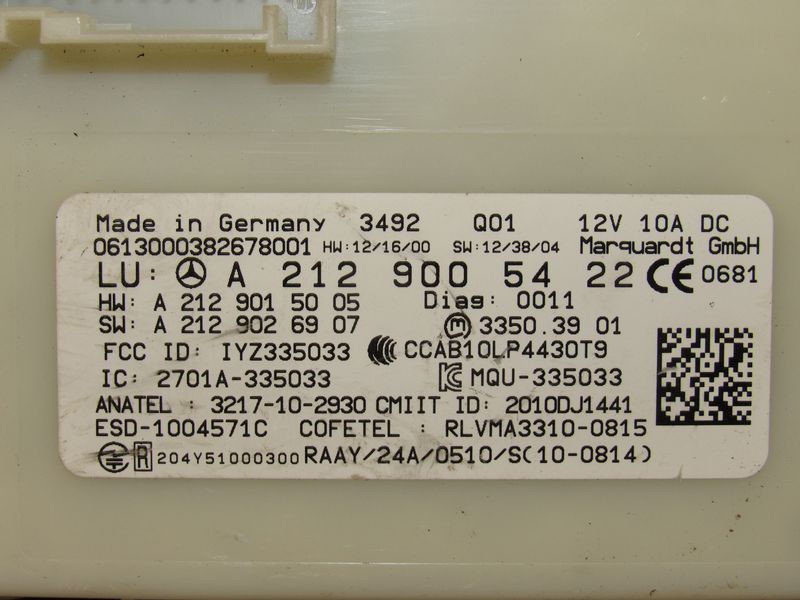 Made in Germany 3492 Q01 12V 10A DC
0613000382678001 HW:12/16/00 SW:12/38/04 Marquardt GmbH
LU: A 212 900 54 22 CE 0681
HW: A 212 901 50 05 Diag: 0011
SW: A 212 902 69 07 3350.39 01
FCC ID: IYZ335033 CCAB10LP4430T9
IC: 2701A-335033 MQU-335033
ANATEL : 3217-10-2930 CMIIT ID: 2010DJ1441
ESD-1004571C COFETEL : RLVMA3310-0815
R 204Y51000300 RAAY/24A/0510/S(10-0814)